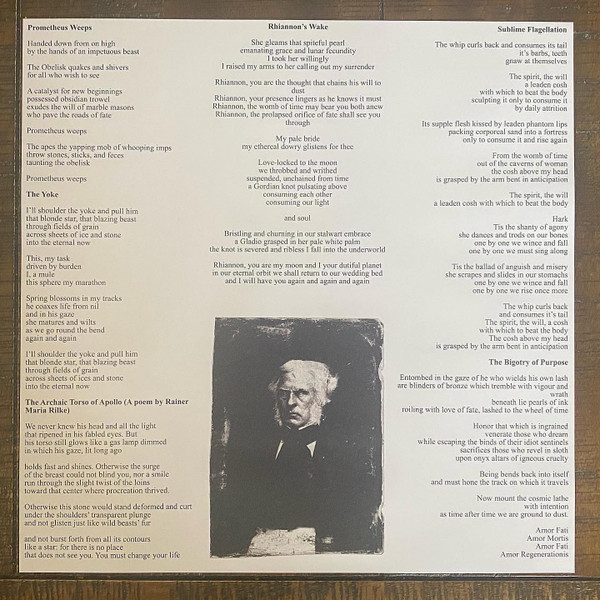 Prometheus Weeps
Handed down from on high
by the hands of an impetuous beast
The Obelisk quakes and shivers
for all who wish to see
A catalyst for new beginnings
possessed obsidian trowel
exudes the will of marble masons
who pave the roads of fate
Prometheus weeps
The apes the yapping mob of whooping imps
throw stones, sticks, and feces
taunting the obelisk
Prometheus weeps
The Yoke
I'll shoulder the yoke and pull him
that blonde star, that blazing beast
through fields of grain
across sheets of ice and stone
into the eternal now
This, my task
driven by burden
I, a mule
this sphere my marathon
Spring blossoms in my tracks
he coaxes life from nil
and in his gaze
she matures and wilts
as we go round the bend
again and again
I'll shoulder the yoke and pull him
that blonde star, that blazing beast
through fields of grain
across sheets of ice and stone
into the eternal now
The Archaic Torso of Apollo (A poem by Rainer
Maria Rilke)
We never knew his head and all the light
that ripened in his fabled eyes. But
his torso still glows like a gas lamp dimmed
in which his gaze, lit long ago
holds fast and shines. Otherwise the surge
of the breast could not blind you, nor a smile
run through the slight twist of the loins
toward that center where procreation thrived.
Otherwise this stone would stand deformed and curt
under the shoulders' transparent plunge
and not glisten just like wild beasts' fur
and not burst forth from all its contours
like a star: for there is no place
that does not see you. You must change your life
Rhiannon's Wake
She gleams that spiteful pearl
emanating grace and lunar fecundity
I took her willingly
I raised my arms to her calling out my surrender
Rhiannon, you are the thought that chains his will to
dust
Rhiannon, your presence lingers as he knows it must
Rhiannon, the womb of time may bear you both anew
Rhiannon, the prolapsed orifice of fate shall see you
through
My pale bride
my ethereal dowry glistens for thee
Love-locked to the moon
we throbbed and writhed
suspended, unchained from time
a Gordian knot pulsating above
consuming each other
consuming our light
and soul
Bristling and churning in our stalwart embrace
a Gladio grasped in her pale white palm
the knot is severed and ribless I fall into the underworld
Rhiannon, you are my moon and I your dutiful planet
in our eternal orbit we shall return to our wedding bed
and I will have you again and again and again
Sublime Flagellation
The whip curls back and consumes its tail
it's barbs, teeth
gnaw at themselves
The spirit, the will
a leaden cosh
with which to beat the body
sculpting it only to consume it
by daily attrition
Its supple flesh kissed by leaden phantoms lips
packing corporeal sand into a fortress
only to consume it and rise again
From the womb of time
out of the caverns of woman
the cosh above my head
is grasped by the arm bent in anticipation
The spirit, the will
a leaden cosh with which to beat the body
Hark
Tis the shanty of agony
she dances and trods on our bones
one by one we wince and fall
one by one we must sing along
Tis the ballad of anguish and misery
she scrapes and slides in our stomachs
one by one we wince and fall
one by one we rise once more
The whip curls back
and consumes it's tail
The spirit, the will, a cosh
with which to beat the body
The cosh above my head
is grasped by the arm bent in anticipation
The Bigotry of Purpose
Entombed in the gaze of he who wields his own lash
are blinders of bronze which tremble with vigour and
wrath
beneath lie pearls of ink
roiling with love of fate, lashed to the wheel of time
Honor that which is ingrained
venerate those who dream
while escaping the binds of their idiot sentinels
sacrifices those who revel in sloth
upon onyx altars of igneous cruelty
Being bends back into itself
and must hone the track on which it travels
Now mount the cosmic lathe
with intention
as time after time we are ground to dust.
Amor Fati
Amor Mortis
Amor Fati
Amor Regenerationis